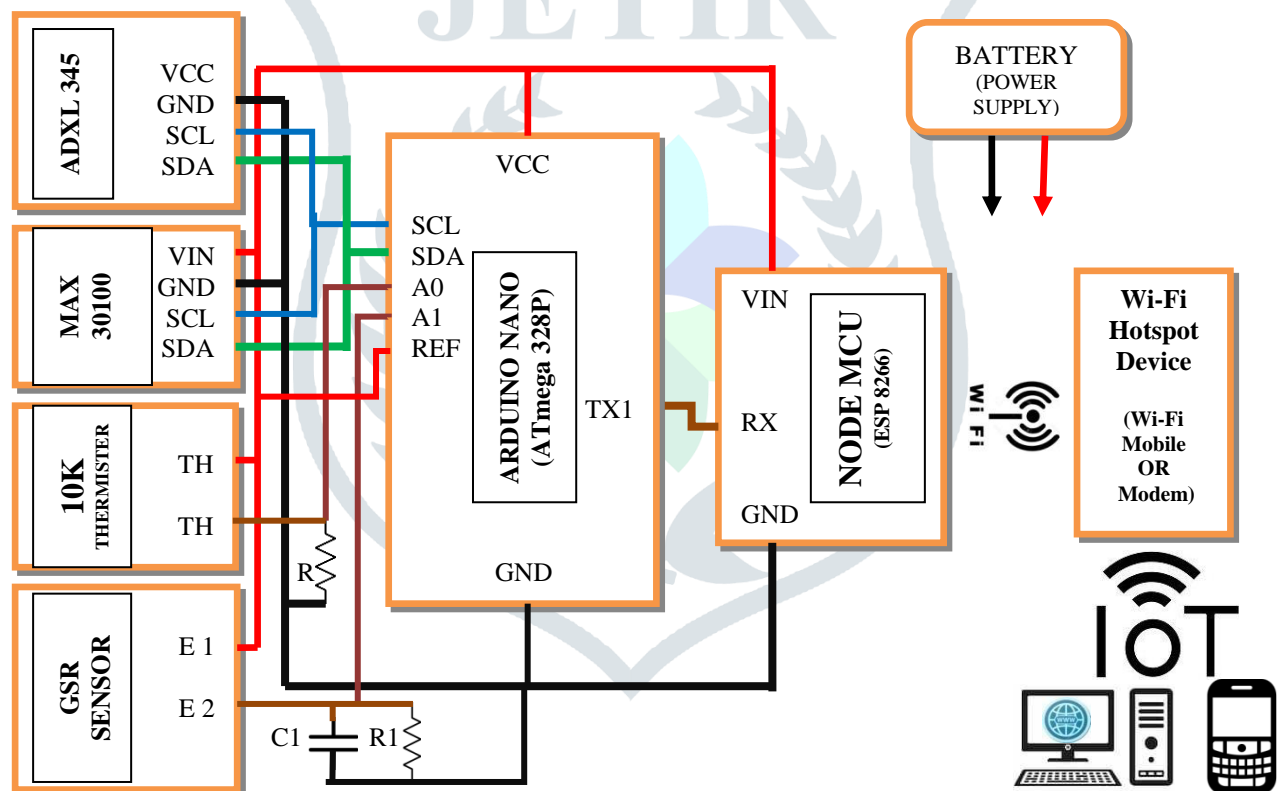 JETIR
ADXL 345
VCC
GND
SCL
SDA
MAX
30100
VIN
GND
SCL
SDA
10K
THERMISTER
TH
TH
R
GSR
SENSOR
E 1
E 2
C1
R1
VCC
SCL
SDA
A0
A1
REF
ARDUINO NANO
(ATmega 328P)
TX1
GND
BATTERY
(POWER
SUPPLY)
VIN
RX
GND
NODE MCU
(ESP 8266)
Wi Fi
Wi-Fi
Hotspot
Device
(Wi-Fi
Mobile
OR
Modem)
IOT
WWW